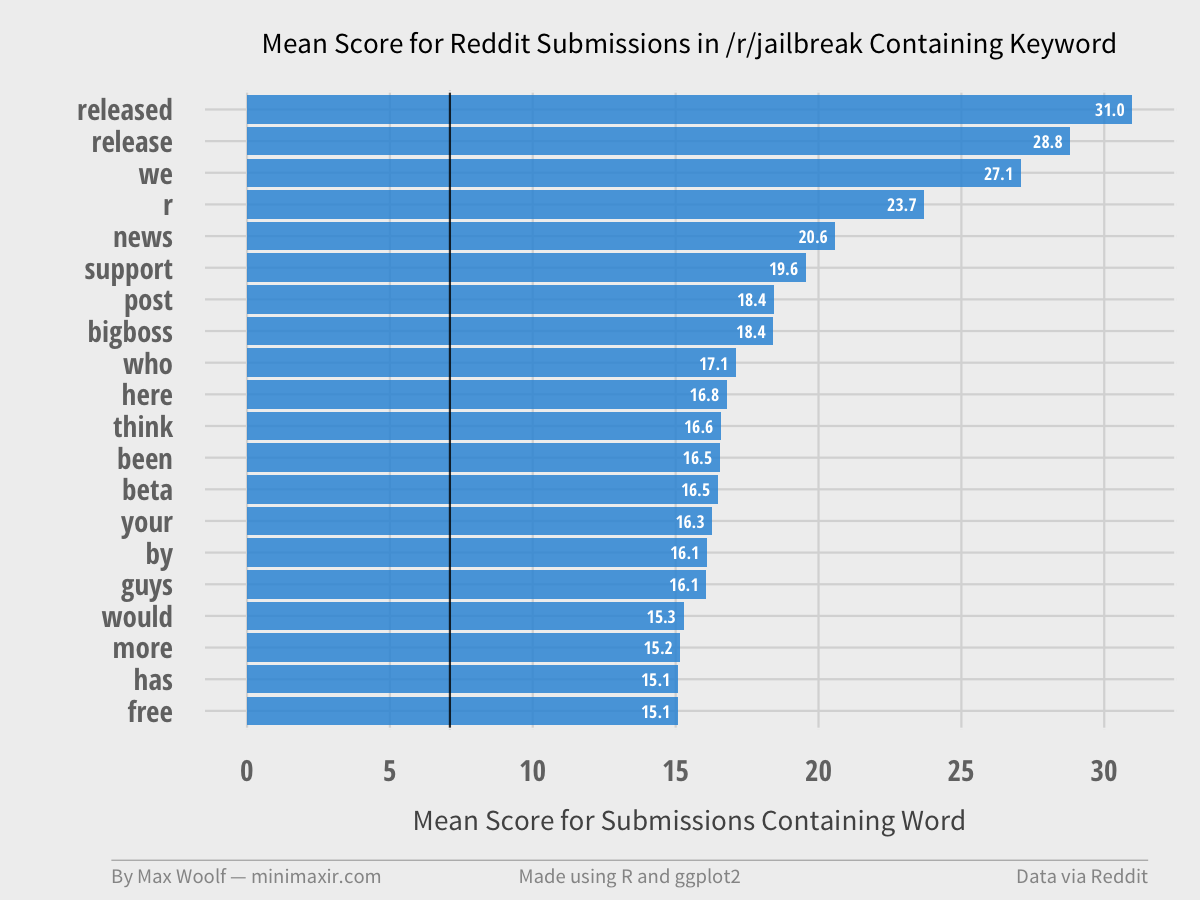 Mean Score for Reddit Submissions in /r/jailbreak Containing Keyword
released 31.0
release 28.8
we 27.1
r 23.7
news 20.6
support 19.6
post 18.4
bigboss 18.4
who 17.1
here 16.8
think 16.6
been 16.5
beta 16.5
your 16.3
by 16.1
guys 16.1
would 15.3
more 15.2
has 15.1
free 15.1
0 5 10 15 20 25 30
Mean Score for Submissions Containing Word
By Max Woolf — minimaxir.com Made using R and ggplot2 Data via Reddit